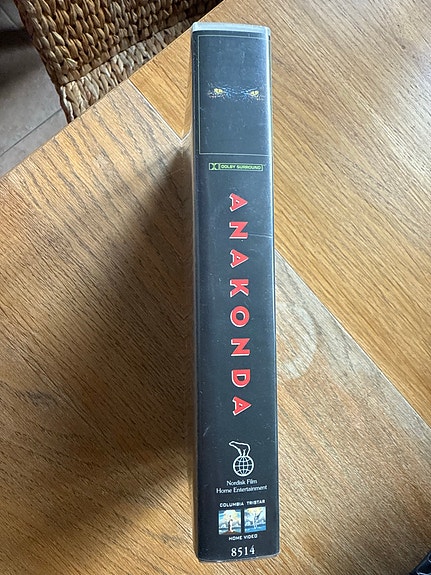 DOLBY SURROUND
ANAKONDA
Nordisk Film
Home Entertainment
COLUMBIA TRISTAR
HOME VIDEO
8514